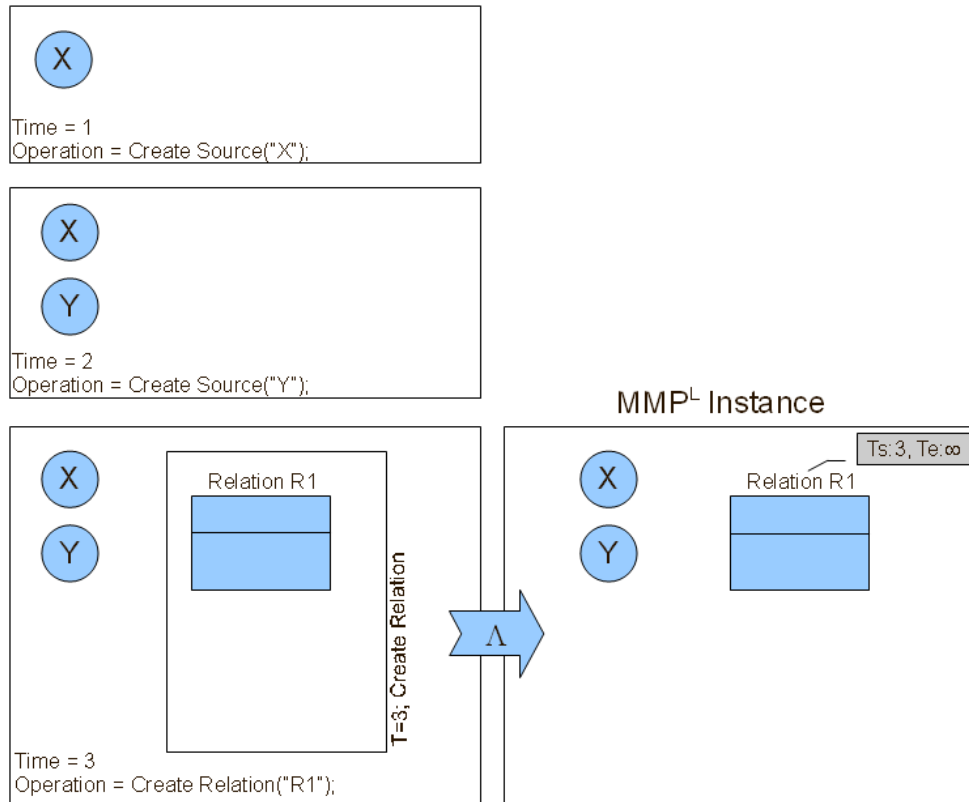 X
Time = 1
Operation = Create Source("X");
X
Y
Time = 2
Operation = Create Source("Y");
MMP^L Instance
X
Y
Relation R1
T=3; Create Relation
Time = 3
Operation = Create Relation("R1");
Λ
Ts:3, Te:∞
X
Y
Relation R1